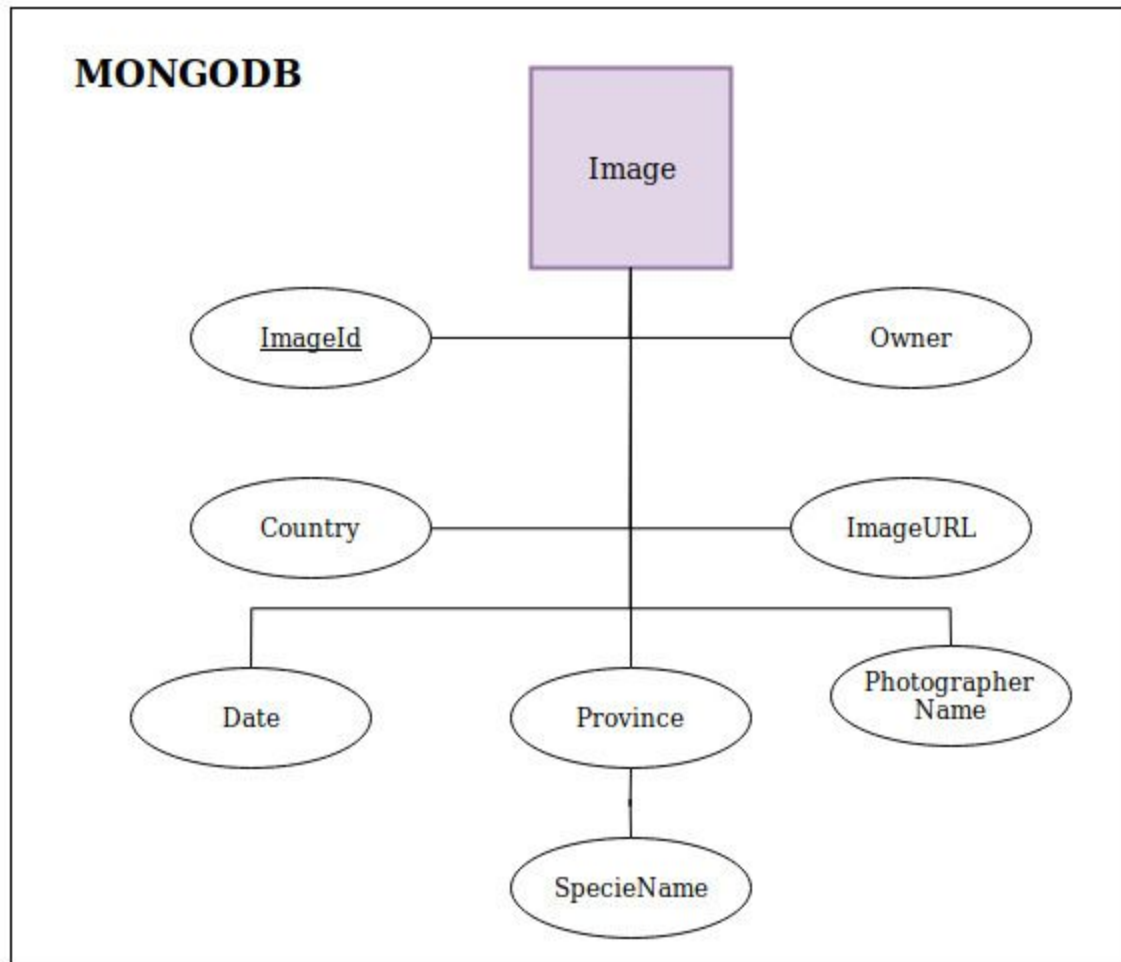 MONGODB
Image
ImageId
Owner
Country
ImageURL
Date
Province
Photographer
Name
SpecieName